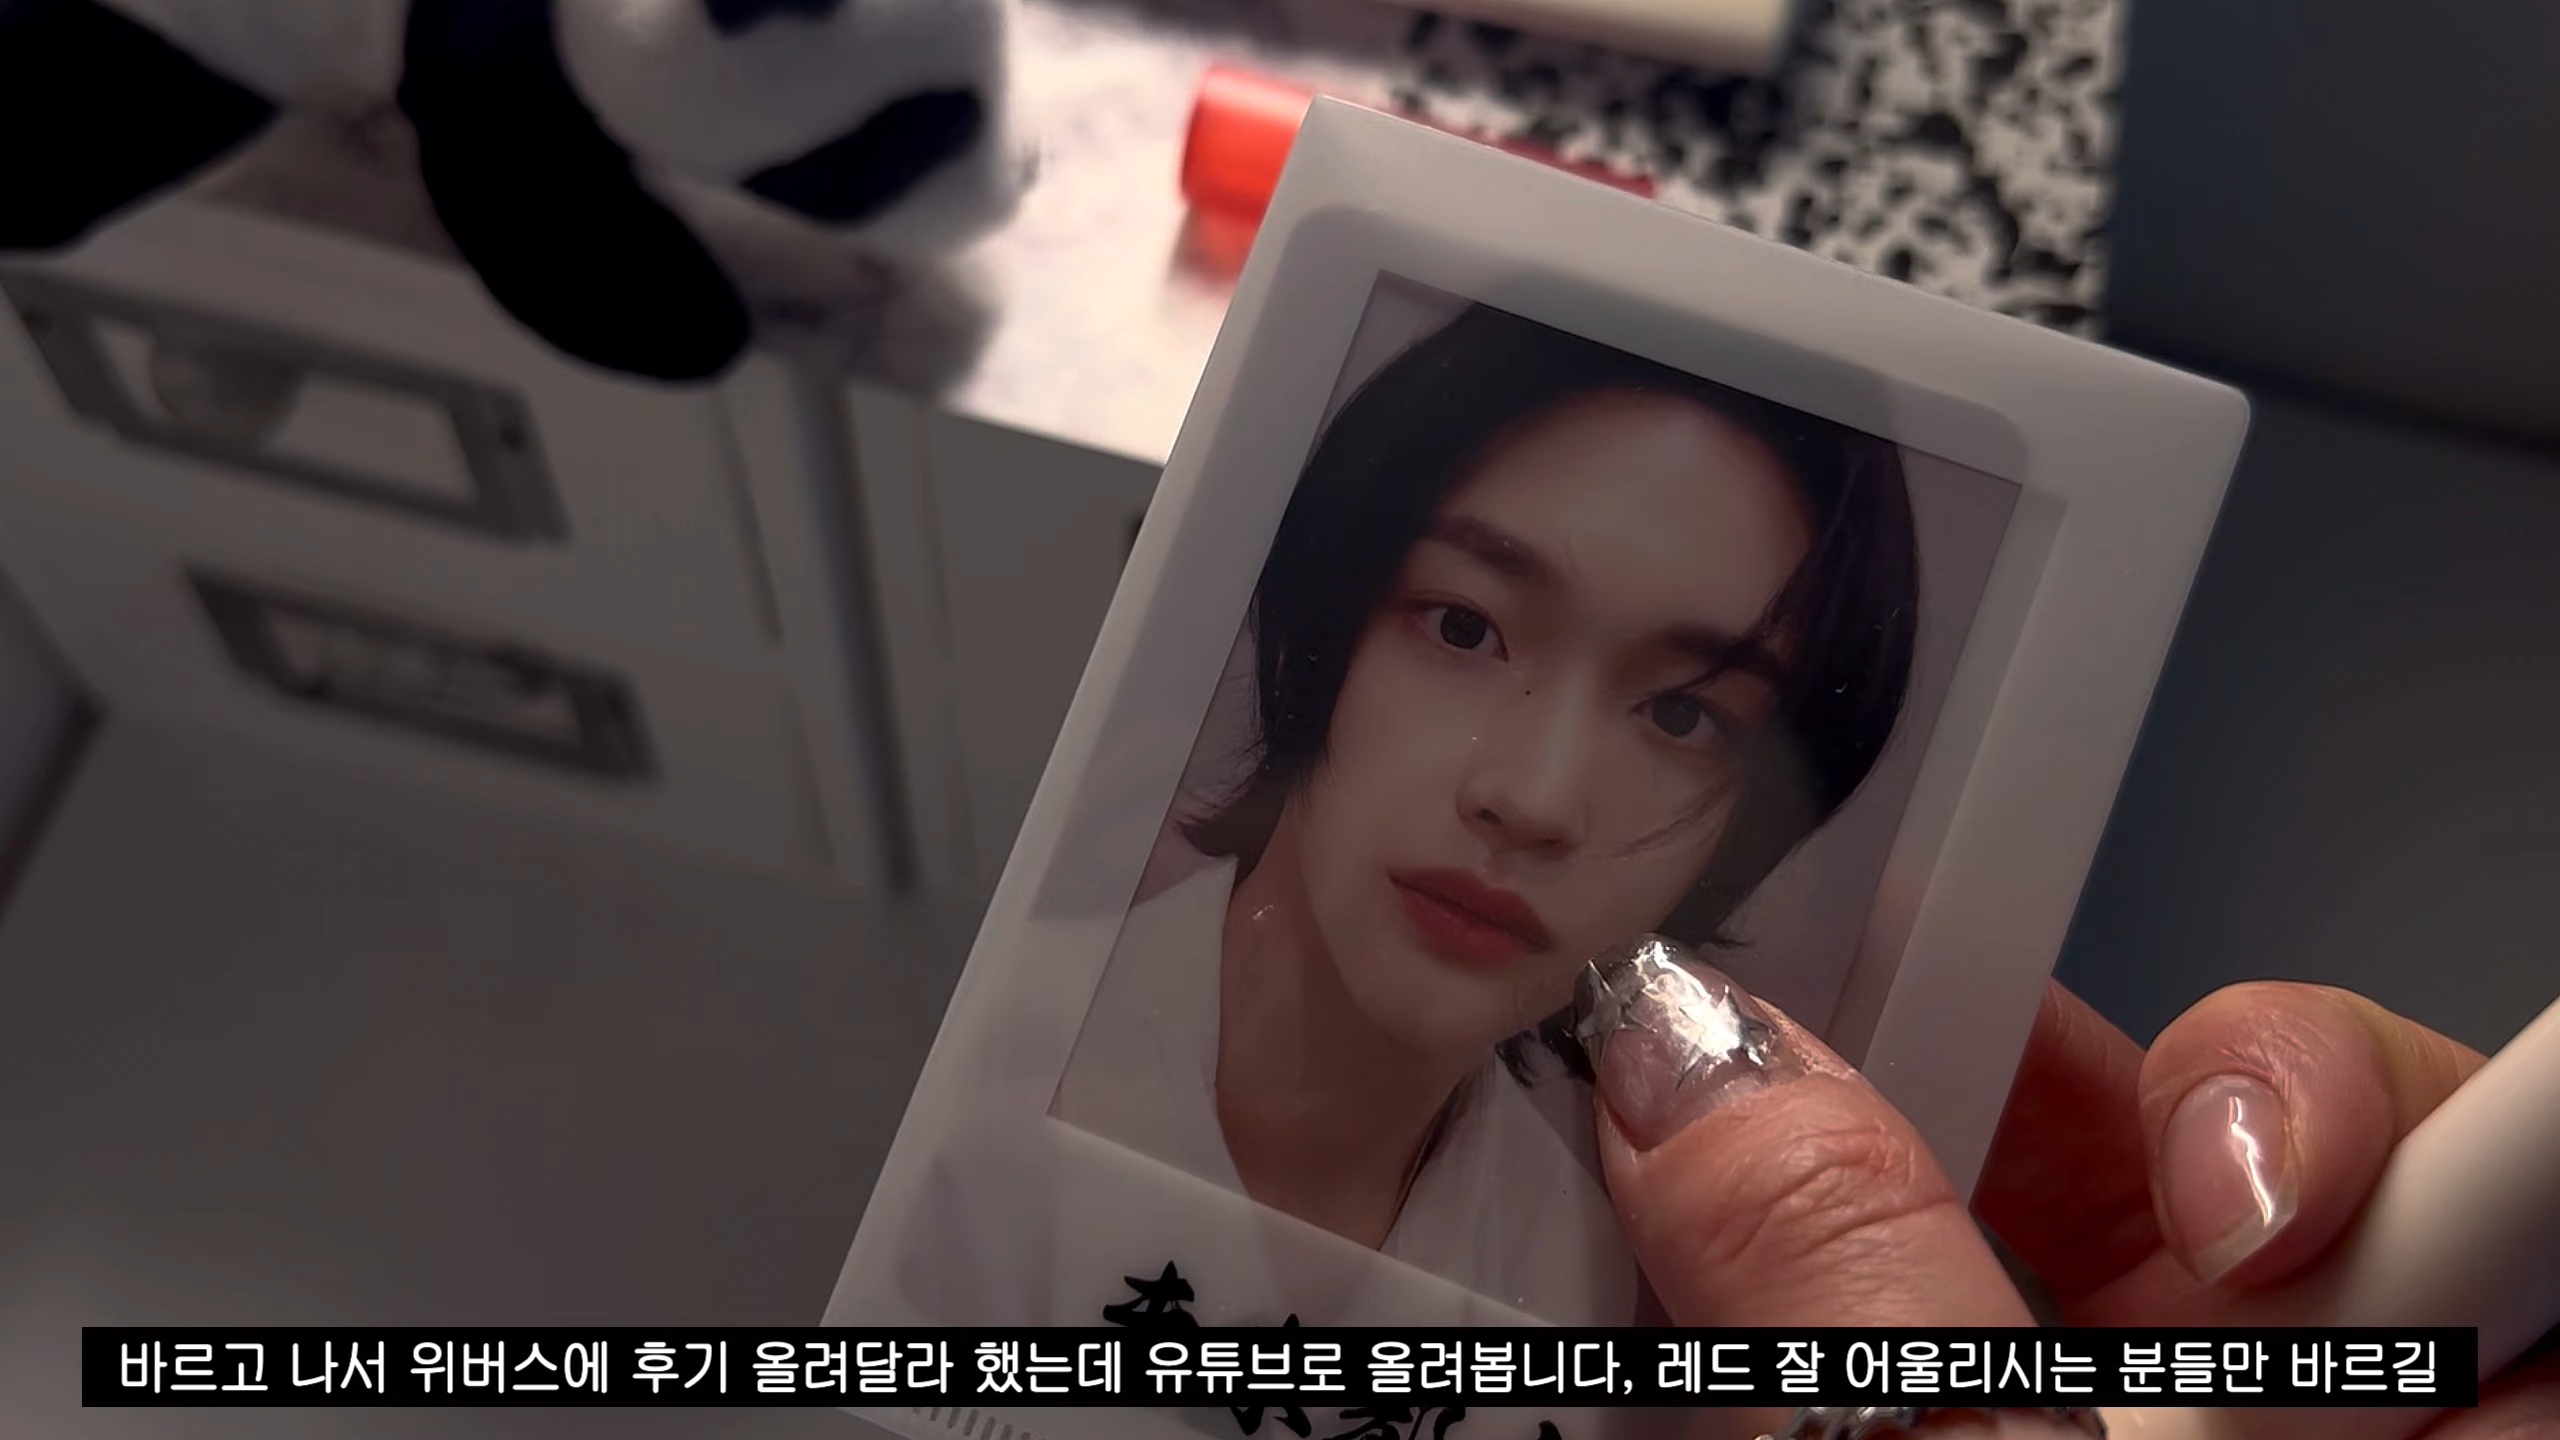 바르고 나서 위버스에 후기 올려달라 했는데 유튜브로 올려봅니다, 레드 잘 어울리시는 분들만 바르길